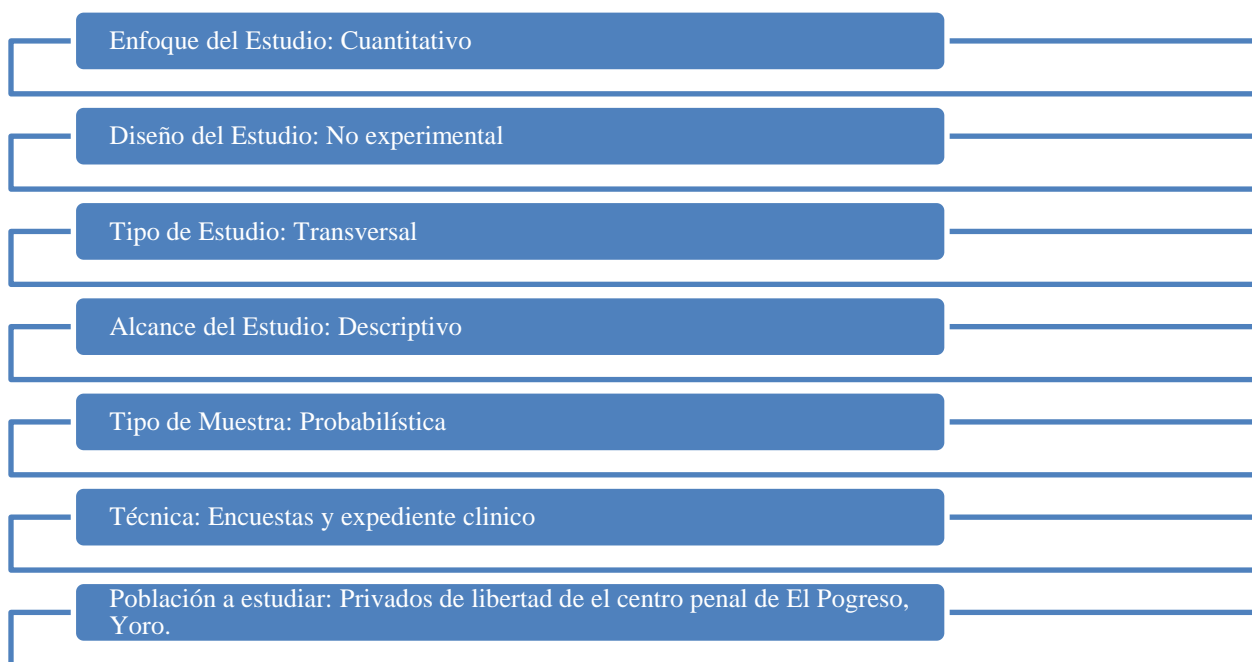 Enfoque del Estudio: Cuantitativo
Diseño del Estudio: No experimental
Tipo de Estudio: Transversal
Alcance del Estudio: Descriptivo
Tipo de Muestra: Probabilística
Técnica: Encuestas y expediente clinico
Población a estudiar: Privados de libertad de el centro penal de El Pogreso,
Yoro.